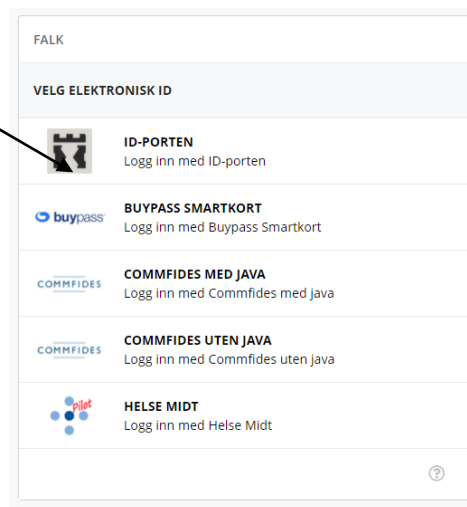 FALK
VELG ELEKTRONISK ID
ID-PORTEN
Logg inn med ID-porten
buypass
BUYPASS SMARTKORT
Logg inn med Buypass Smartkort
COMMFIDES
COMMFIDES MED JAVA
Logg inn med Commfides med java
COMMFIDES
COMMFIDES UTEN JAVA
Logg inn med Commfides uten java
Pilot
HELSE MIDT
Logg inn med Helse Midt
?